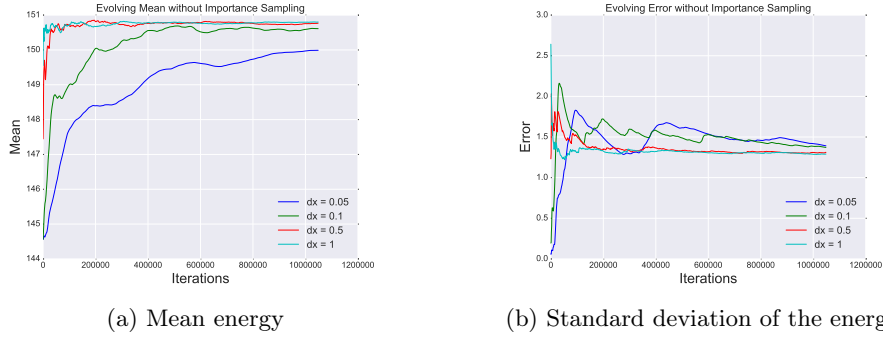 Evolving Mean without Importance Sampling
151
150
149
148
147
146
145
144
Mean
0
200000
400000
600000
800000
1000000
1200000
Iterations
dx = 0.05
dx = 0.1
dx = 0.5
dx = 1
(a) Mean energy
Evolving Error without Importance Sampling
3.0
2.5
2.0
1.5
1.0
0.5
0.0
Error
0
200000
400000
600000
800000
1000000
1200000
Iterations
dx = 0.05
dx = 0.1
dx = 0.5
dx = 1
(b) Standard deviation of the energ